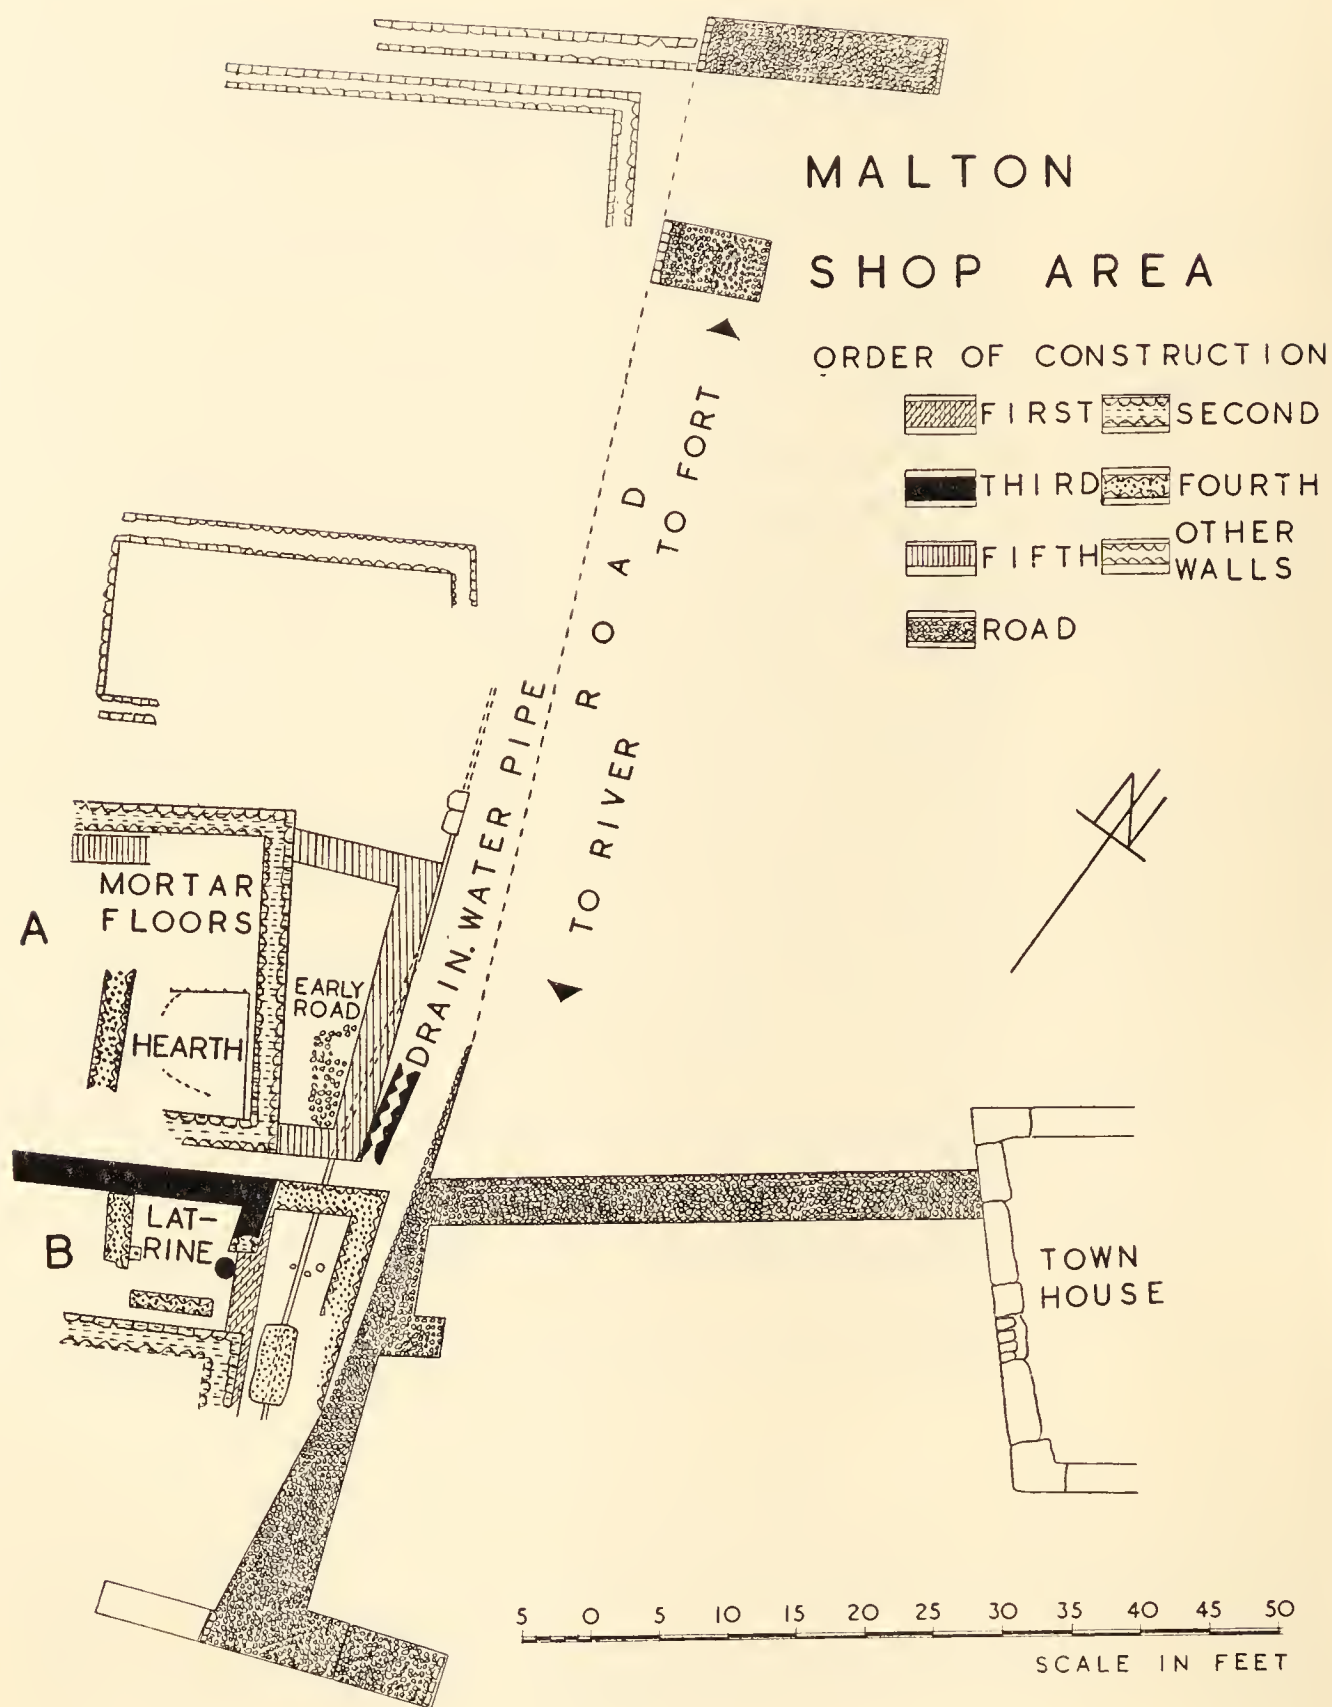 MALTON
SHOP AREA
ORDER OF CONSTRUCTION
FIRST SECOND
THIRD FOURTH
FIFTH OTHER WALLS
ROAD
ROAD
TO FORT
TO RIVER
DRAIN. WATER PIPE
N
MORTAR
FLOORS
A
EARLY
ROAD
HEARTH
B
LAT-
RINE
TOWN
HOUSE
5 0 5 10 15 20 25 30 35 40 45 50
SCALE IN FEET